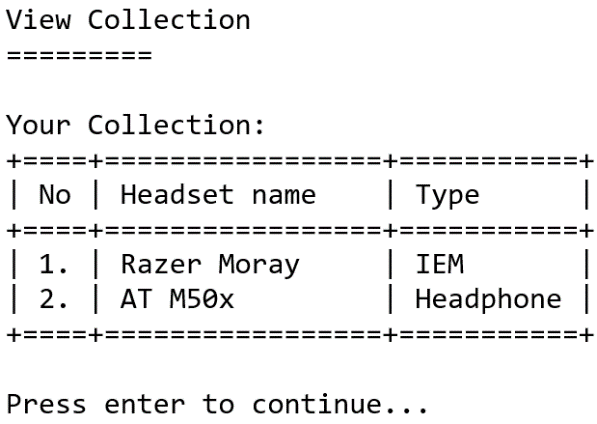 View Collection
=========
Your Collection:
+====+=================+===========+
| No | Headset name    | Type      |
+====+=================+===========+
| 1. | Razer Moray     | IEM       |
| 2. | AT M50x         | Headphone |
+====+=================+===========+
Press enter to continue...